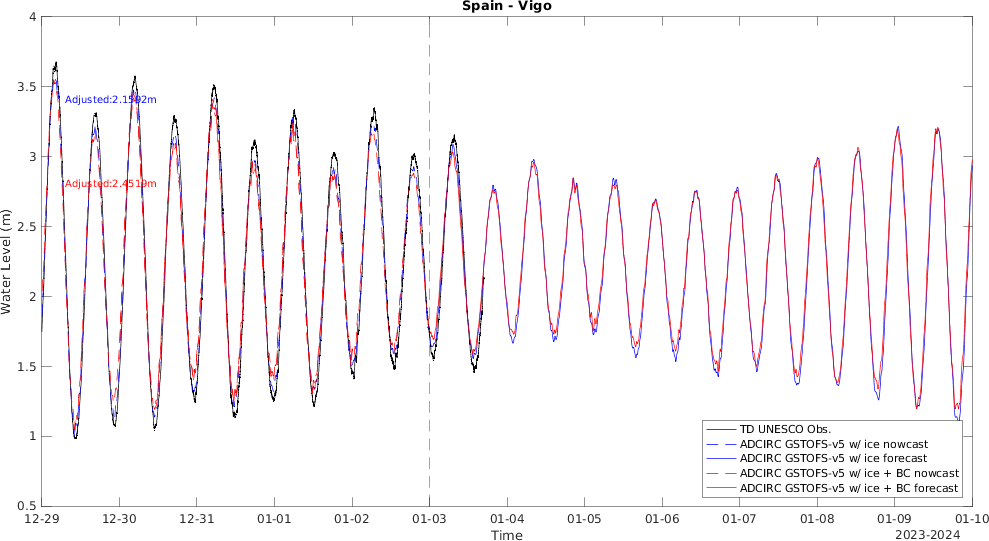 Spain - Vigo
4
3.5
3
2.5
2
1.5
1
0.5
Water Level (m)
Adjusted:2.1592m
Adjusted:2.4519m
TD UNESCO Obs.
ADCIRC GSTOFS-v5 w/ ice nowcast
ADCIRC GSTOFS-v5 w/ ice forecast
ADCIRC GSTOFS-v5 w/ ice + BC nowcast
ADCIRC GSTOFS-v5 w/ ice + BC forecast
12-29 12-30 12-31 01-01 01-02 01-03 01-04 01-05 01-06 01-07 01-08 01-09 01-10
Time
2023-2024